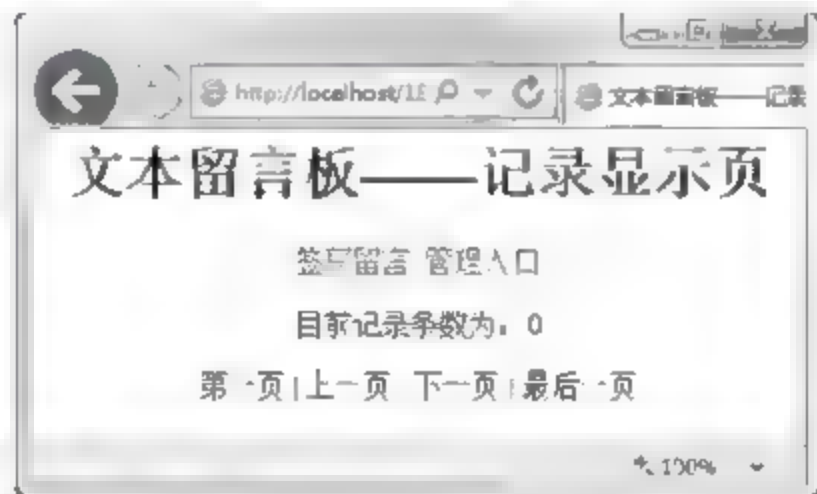 http://localhost/1E
文本留言板——记录
文本留言板——记录显示页
签写留言 管理入口
目前记录条数为：0
第一页|上一页 下一页|最后一页
100%